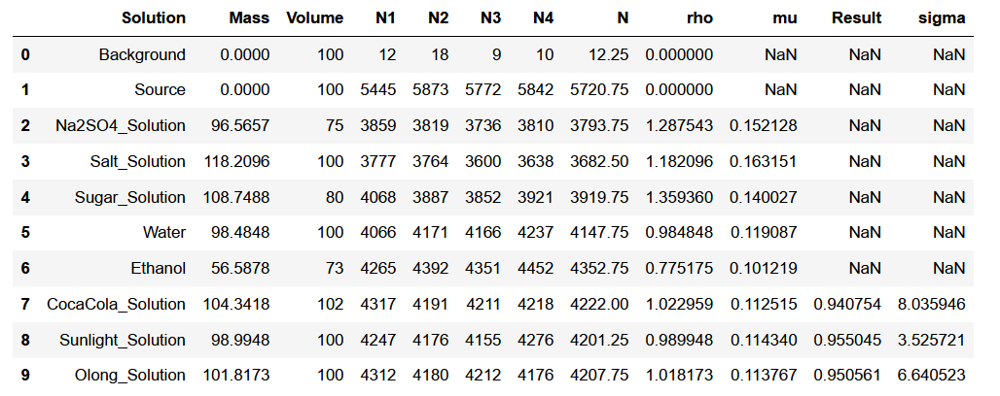 Solution Mass Volume N1 N2 N3 N4 N rho mu Result sigma
0 Background 0.0000 100 12 18 9 10 12.25 0.000000 NaN NaN NaN
1 Source 0.0000 100 5445 5873 5772 5842 5720.75 0.000000 NaN NaN NaN
2 Na2SO4_Solution 96.5657 75 3859 3819 3736 3810 3793.75 1.287543 0.152128 NaN NaN
3 Salt_Solution 118.2096 100 3777 3764 3600 3638 3682.50 1.182096 0.163151 NaN NaN
4 Sugar_Solution 108.7488 80 4068 3887 3852 3921 3919.75 1.359360 0.140027 NaN NaN
5 Water 98.4848 100 4066 4171 4166 4237 4147.75 0.984848 0.119087 NaN NaN
6 Ethanol 56.5878 73 4265 4392 4351 4452 4352.75 0.775175 0.101219 NaN NaN
7 CocaCola_Solution 104.3418 102 4317 4191 4211 4218 4222.00 1.022959 0.112515 0.940754 8.035946
8 Sunlight_Solution 98.9948 100 4247 4176 4155 4276 4201.25 0.989948 0.114340 0.955045 3.525721
9 Olong_Solution 101.8173 100 4312 4180 4212 4176 4207.75 1.018173 0.113767 0.950561 6.640523